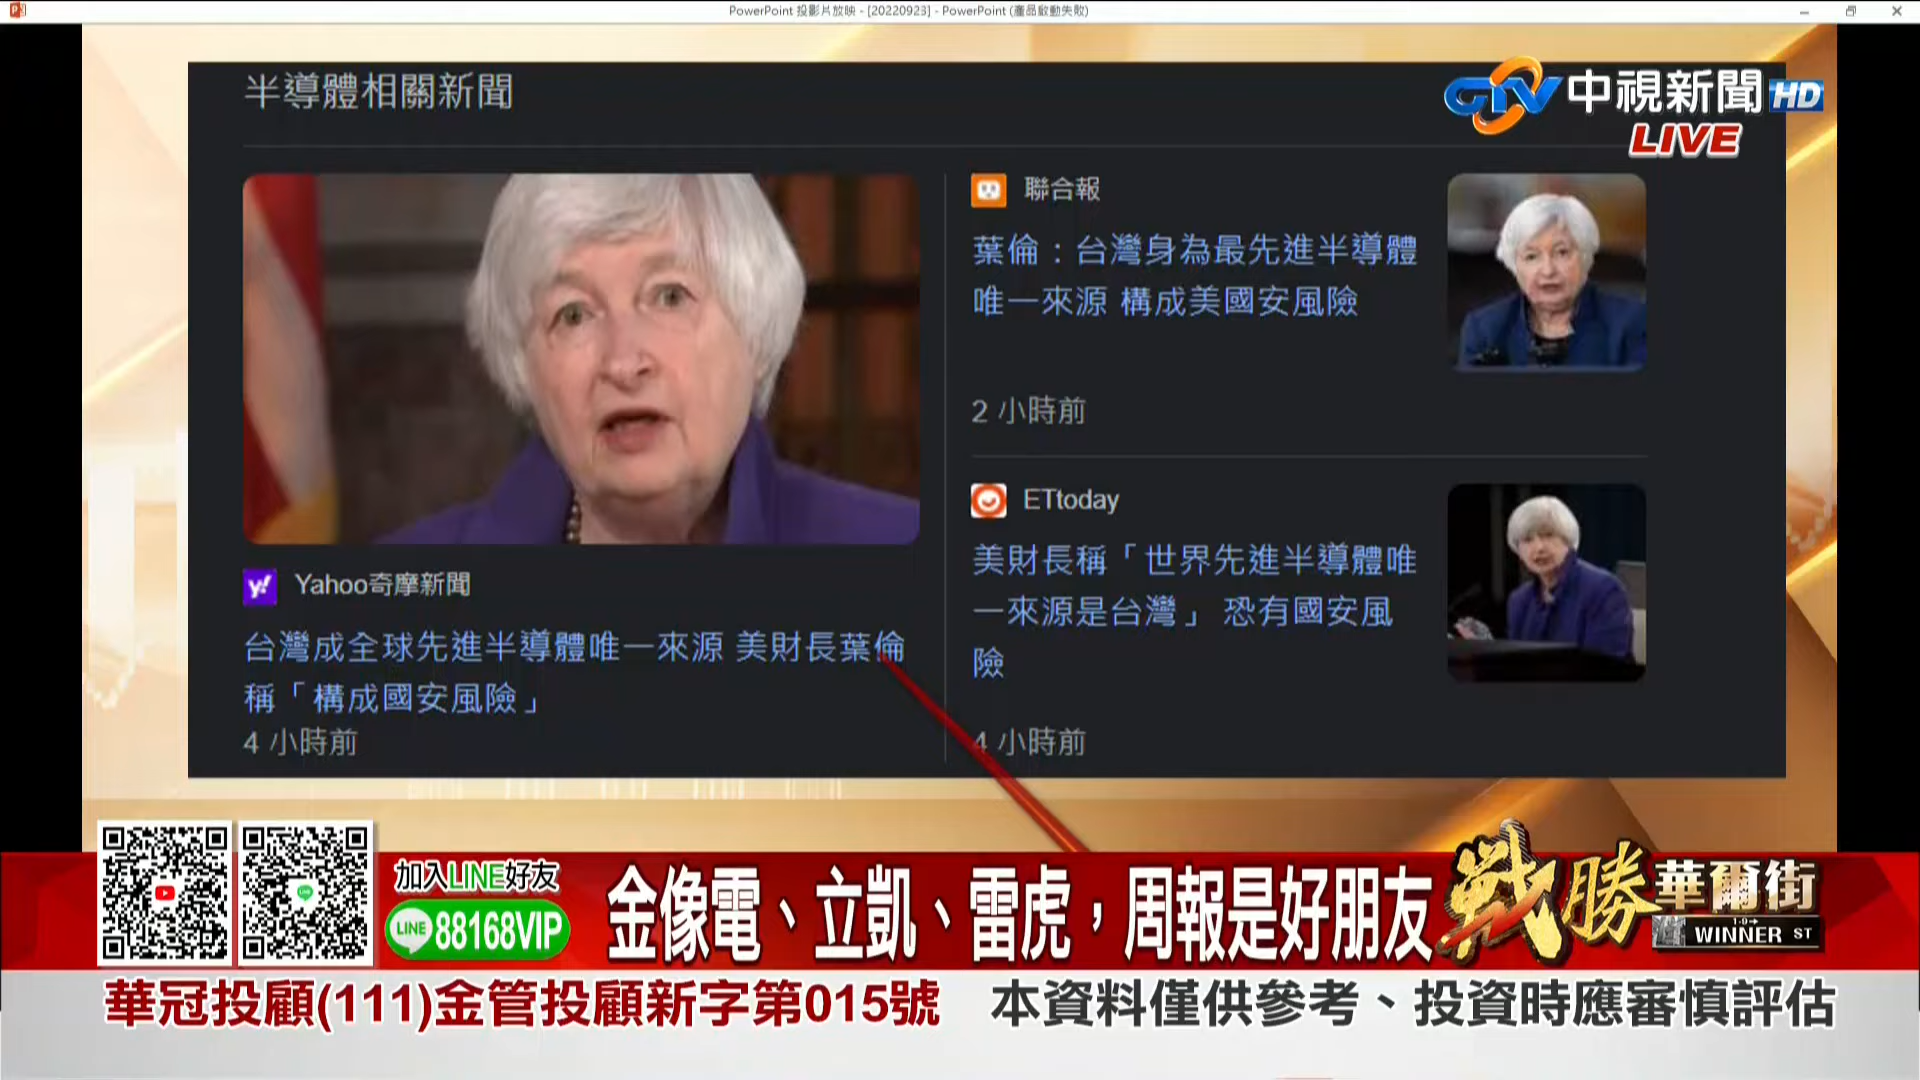 PowerPoint 投影片放映 - [20220923] - PowerPoint (產品啟動失敗)
半導體相關新聞
CTV 中視新聞 HD
LIVE
Yahoo奇摩新聞
台灣成全球先進半導體唯一來源 美財長葉倫
稱「構成國安風險」
4 小時前
聯合報
葉倫：台灣身為最先進半導體
唯一來源 構成美國安風險
2 小時前
ETtoday
美財長稱「世界先進半導體唯
一來源是台灣」 恐有國安風
險
4 小時前
加入LINE好友
LINE 88168VIP
金像電、立凱、雷虎，周報是好朋友
戰勝華爾街
WINNER ST
華冠投顧(111)金管投顧新字第015號 本資料僅供參考、投資時應審慎評估